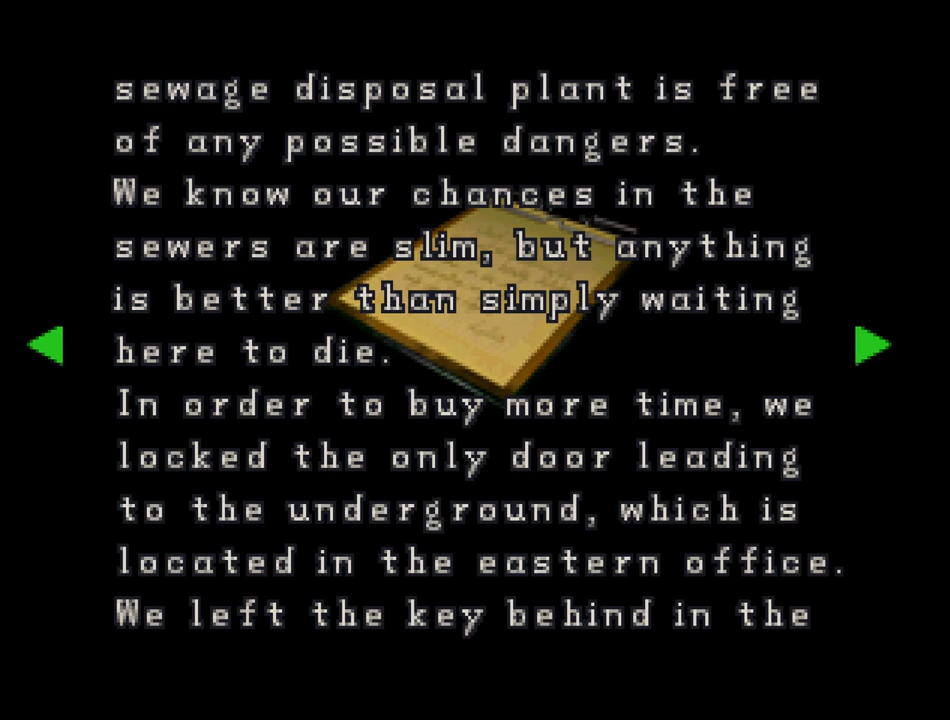 sewage disposal plant is free
of any possible dangers.
We know our chances in the
sewers are slim, but anything
is better than simply waiting
here to die.
In order to buy more time, we
locked the only door leading
to the underground, which is
located in the eastern office.
We left the key behind in the